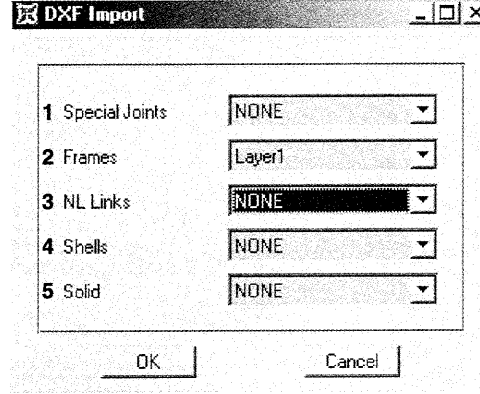 DXF Import
1 Special Joints NONE
2 Frames Layer1
3 NL Links NONE
4 Shells NONE
5 Solid NONE
OK Cancel